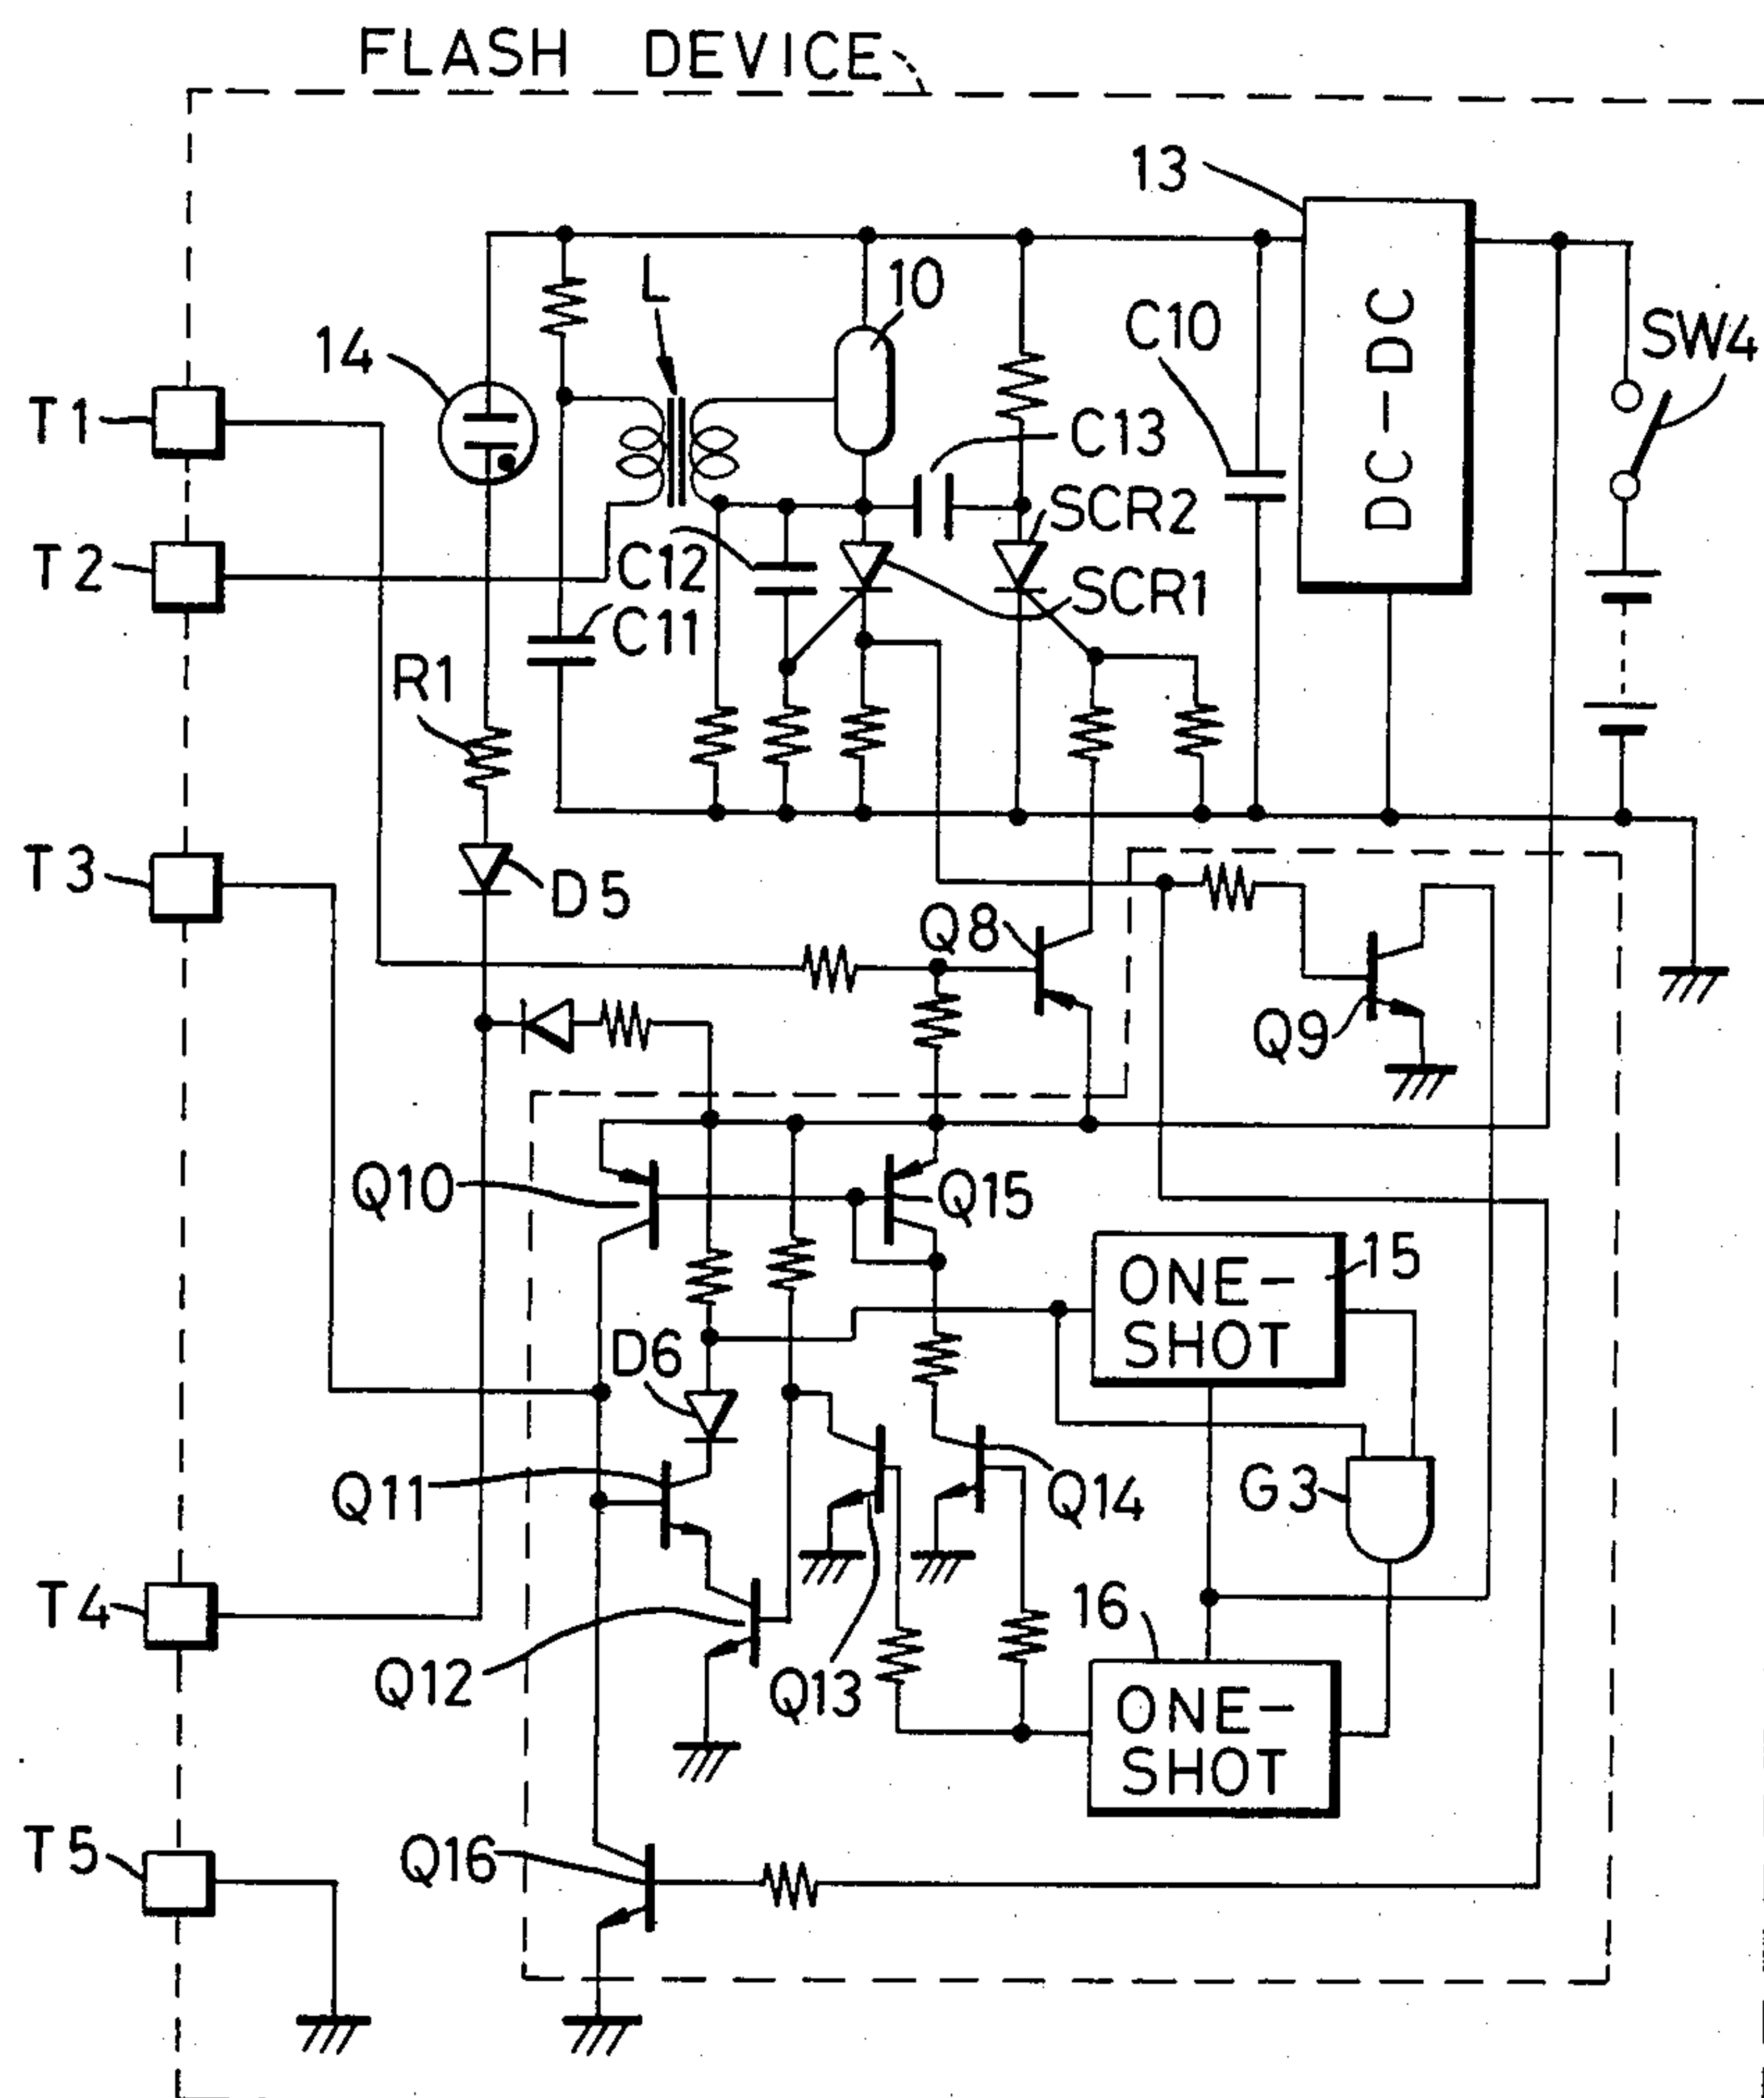 FLASH DEVICE
13
L
10
14
C10
SW4
DC-DC
T1
C13
SCR2
T2
C12
SCR1
C11
R1
T3
D5
Q8
Q9
Q10
Q15
15
ONE-
SHOT
D6
Q11
Q14
G3
T4
16
Q12
Q13
ONE-
SHOT
T5
Q16